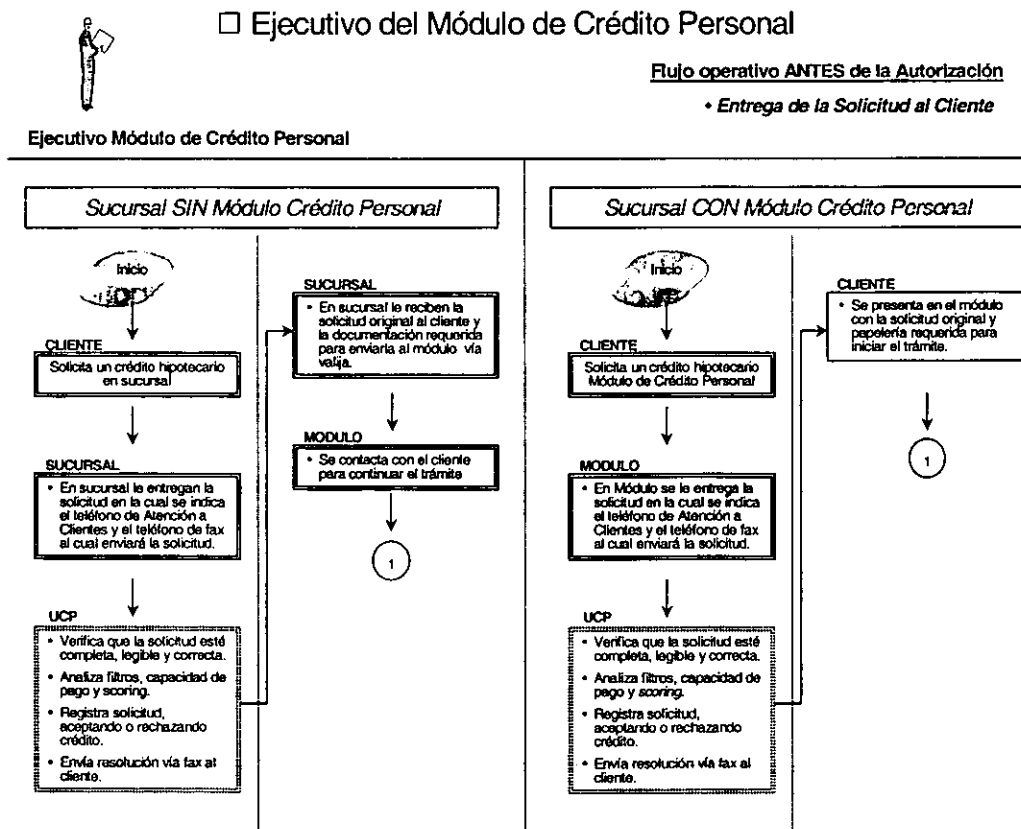 ☐ Ejecutivo del Módulo de Crédito Personal
Flujo operativo ANTES de la Autorización
• Entrega de la Solicitud al Cliente
Ejecutivo Módulo de Crédito Personal
Sucursal SIN Módulo Crédito Personal
Inicio
CLIENTE
Solicita un crédito hipotecario
en sucursal
SUCURSAL
• En sucursal le entregan la
solicitud en la cual se indica
el teléfono de Atención a
Clientes y el teléfono de fax
al cual enviará la solicitud.
UCP
• Verifica que la solicitud esté
completa, legible y correcta.
• Analiza filtros, capacidad de
pago y scoring.
• Registra solicitud,
aceptando o rechazando
crédito.
• Envía resolución vía fax al
cliente.
SUCURSAL
• En sucursal le reciben la
solicitud original al cliente y
la documentación requerida
para enviarla al módulo vía
valija.
MODULO
• Se contacta con el cliente
para continuar el trámite
1
Sucursal CON Módulo Crédito Personal
Inicio
CLIENTE
Solicita un crédito hipotecario
Módulo de Crédito Personal
MODULO
• En Módulo se le entrega la
solicitud en la cual se indica
el teléfono de Atención a
Clientes y el teléfono de fax
al cual enviará la solicitud.
UCP
• Verifica que la solicitud esté
completa, legible y correcta.
• Analiza filtros, capacidad de
pago y scoring.
• Registra solicitud,
aceptando o rechazando
crédito.
• Envía resolución vía fax al
cliente.
CLIENTE
• Se presenta en el módulo
con la solicitud original y
papelería requerida para
iniciar el trámite.
1